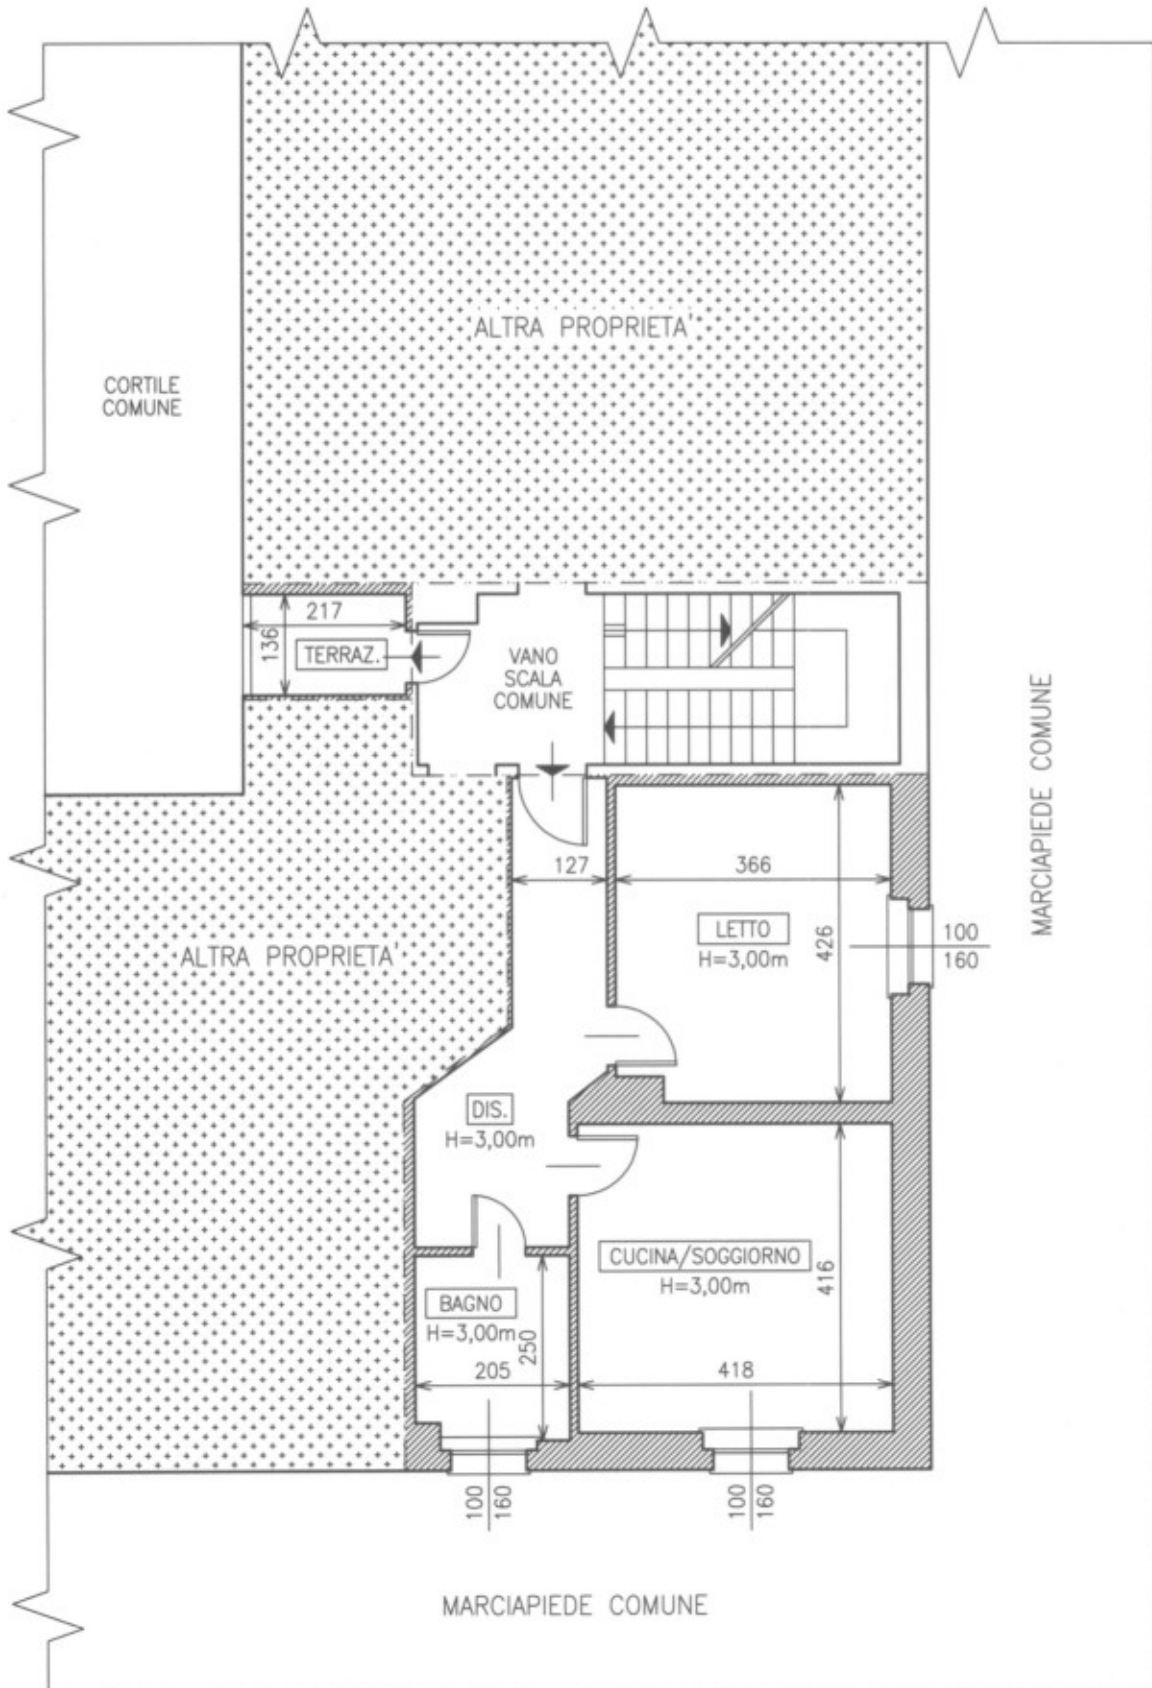 ALTRA PROPRIETA'
CORTILE
COMUNE
217
136
TERRAZ.
VANO
SCALA
COMUNE
MARCIAPIEDE COMUNE
127
366
LETTO
H=3,00m
426
100
160
ALTRA PROPRIETA'
DIS.
H=3,00m
CUCINA/SOGGIORNO
H=3,00m
416
BAGNO
H=3,00m
250
205
418
100
160
100
160
MARCIAPIEDE COMUNE